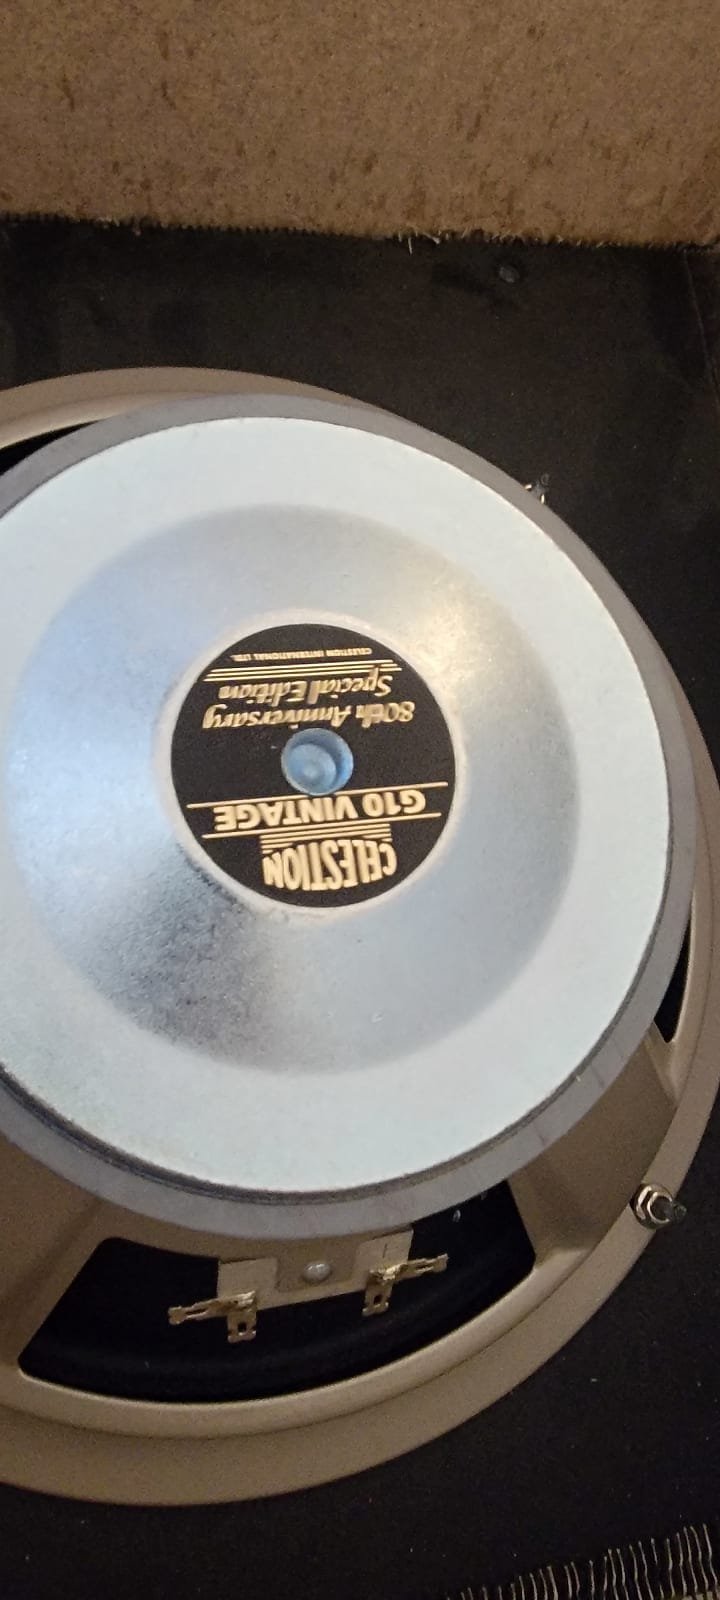 CELESTION
G10 VINTAGE
80th Anniversary
Special Edition
CELESTION INTERNATIONAL LTD.